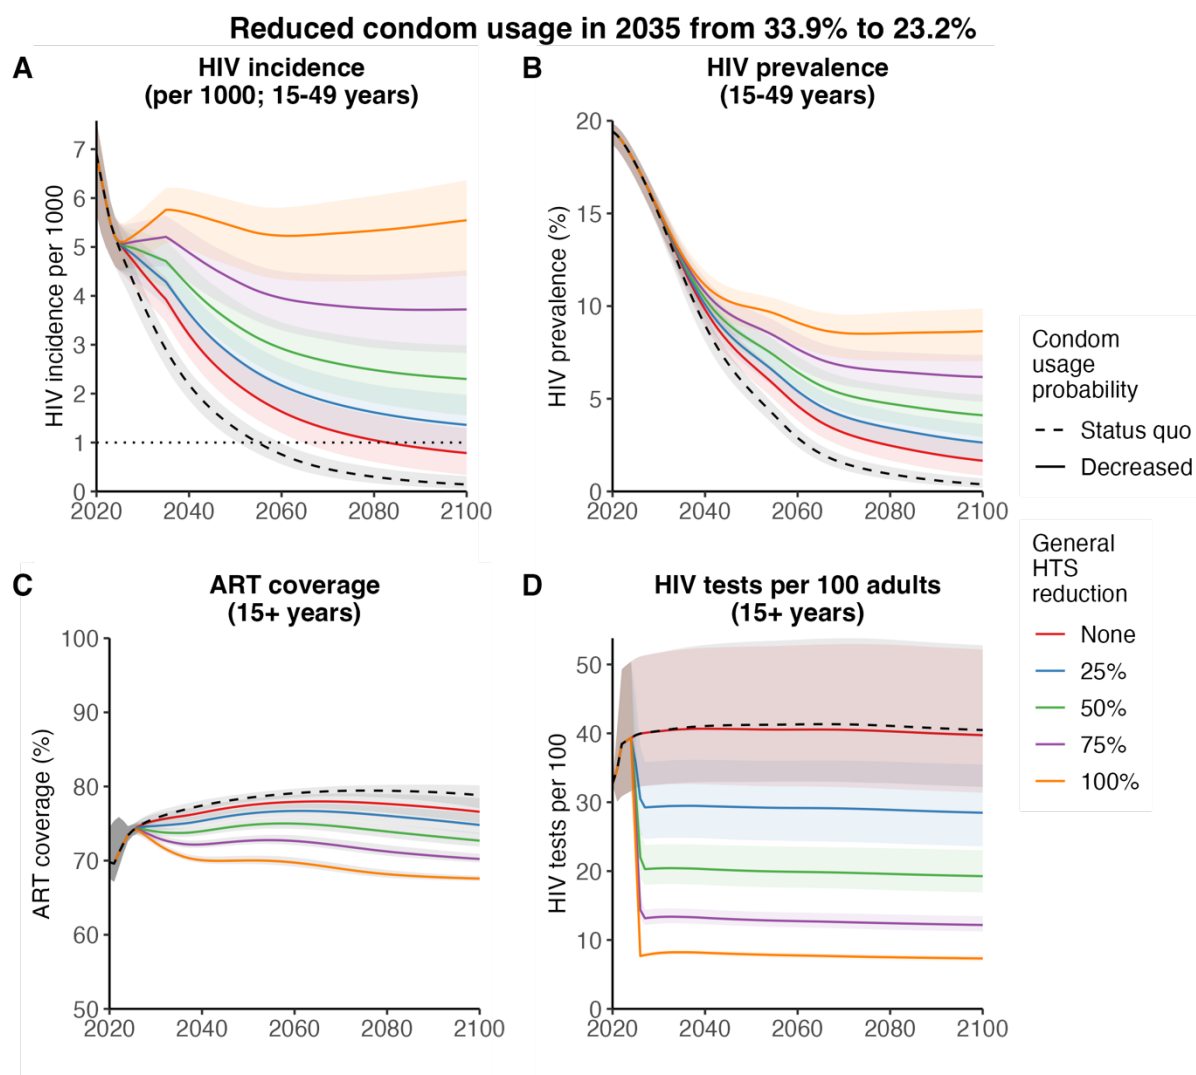 Reduced condom usage in 2035 from 33.9% to 23.2%
A
HIV incidence
(per 1000; 15-49 years)
HIV incidence per 1000
7
6
5
4
3
2
1
0
2020
2040
2060
2080
2100
B
HIV prevalence
(15-49 years)
HIV prevalence (%)
20
15
10
5
0
2020
2040
2060
2080
2100
Condom
usage
probability
Status quo
Decreased
C
ART coverage
(15+ years)
ART coverage (%)
100
90
80
70
60
50
2020
2040
2060
2080
2100
D
HIV tests per 100 adults
(15+ years)
HIV tests per 100
50
40
30
20
10
0
2020
2040
2060
2080
2100
General
HTS
reduction
None
25%
50%
75%
100%